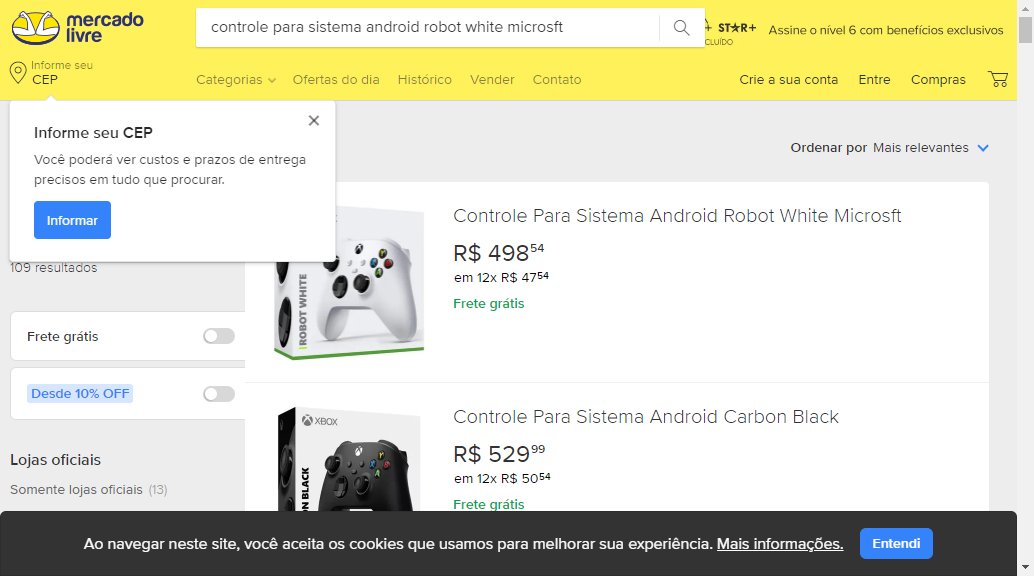 mercado
livre
controle para sistema android robot white microsft
STAR+
Assine o nível 6 com benefícios exclusivos
Informe seu
CEP
Categorias
Ofertas do dia
Histórico
Vender
Contato
Crie a sua conta
Entre
Compras
Informe seu CEP
Você poderá ver custos e prazos de entrega
precisos em tudo que procurar.
Informar
Ordenar por Mais relevantes
109 resultados
Frete grátis
Desde 10% OFF
Lojas oficiais
Somente lojas oficiais (13)
ROBOT WHITE
Controle Para Sistema Android Robot White Microsft
R$ 498 54
em 12x R$ 47 54
Frete grátis
XBOX
ON BLACK
Controle Para Sistema Android Carbon Black
R$ 529 99
em 12x R$ 50 54
Frete grátis
Ao navegar neste site, você aceita os cookies que usamos para melhorar sua experiência. Mais informações.
Entendi